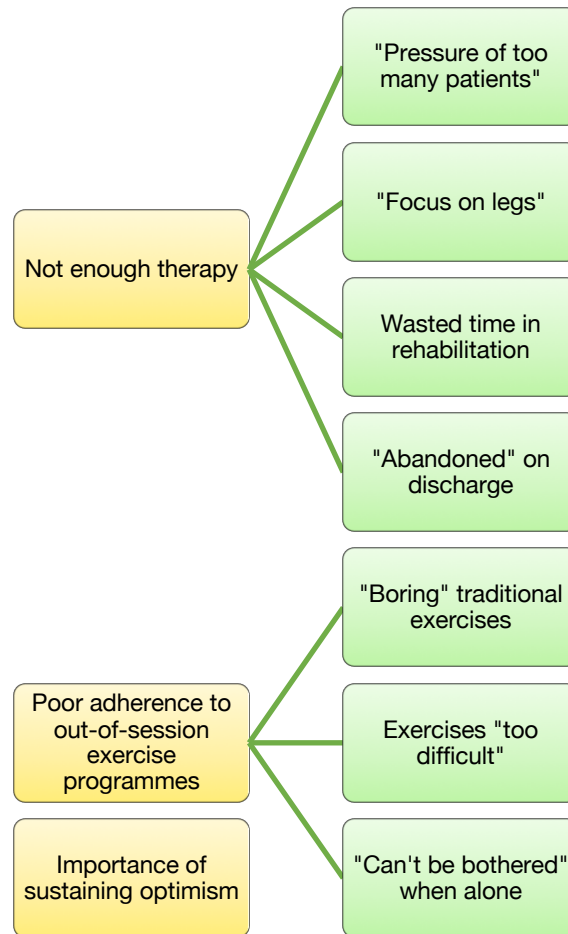 "Pressure of too
many patients"
"Focus on legs"
Not enough therapy
Wasted time in
rehabilitation
"Abandoned" on
discharge
"Boring" traditional
exercises
Poor adherence to
out-of-session
exercise
programmes
Exercises "too
difficult"
Importance of
sustaining optimism
"Can't be bothered"
when alone